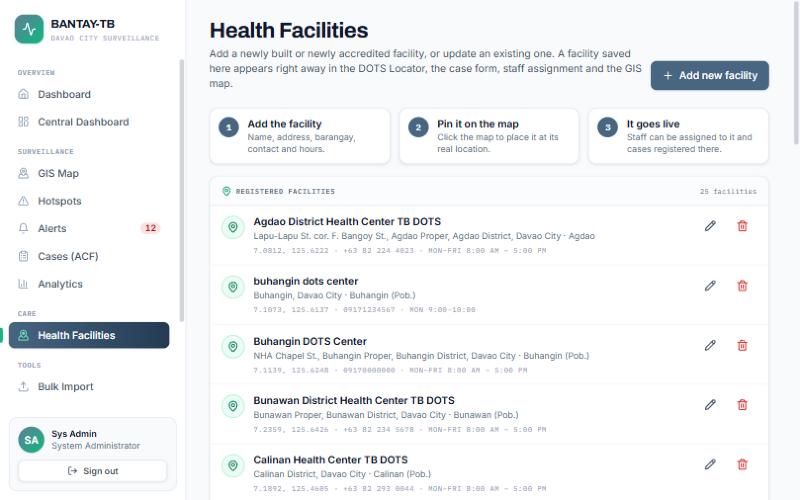 BANTAY-TB
DAVAO CITY SURVEILLANCE
OVERVIEW
Dashboard
Central Dashboard
SURVEILLANCE
GIS Map
Hotspots
Alerts 12
Cases (ACF)
Analytics
CARE
Health Facilities
TOOLS
Bulk Import
SA
Sys Admin
System Administrator
Sign out
Health Facilities
Add a newly built or newly accredited facility, or update an existing one. A facility saved
here appears right away in the DOTS Locator, the case form, staff assignment and the GIS
map.
+ Add new facility
1 Add the facility
Name, address, barangay,
contact and hours.
2 Pin it on the map
Click the map to place it at its
real location.
3 It goes live
Staff can be assigned to it and
cases registered there.
REGISTERED FACILITIES
25 facilities
Agdao District Health Center TB DOTS
Lapu-Lapu St. cor. F. Bangoy St., Agdao Proper, Agdao District, Davao City · Agdao
7.0812, 125.6222 · +63 82 224 4023 · MON-FRI 8:00 AM – 5:00 PM
buhangin dots center
Buhangin, Davao City · Buhangin (Pob.)
7.1073, 125.6137 · 09171234567 · MON 9:00-10:00
Buhangin DOTS Center
NHA Chapel St., Buhangin Proper, Buhangin District, Davao City · Buhangin (Pob.)
7.1139, 125.6248 · 09170000000 · MON-FRI 8:00 AM – 5:00 PM
Bunawan District Health Center TB DOTS
Bunawan Proper, Bunawan District, Davao City · Bunawan (Pob.)
7.2359, 125.6426 · +63 82 234 5678 · MON-FRI 8:00 AM – 5:00 PM
Calinan Health Center TB DOTS
Calinan District, Davao City · Calinan (Pob.)
7.1892, 125.4605 · +63 82 293 0044 · MON-FRI 8:00 AM – 5:00 PM